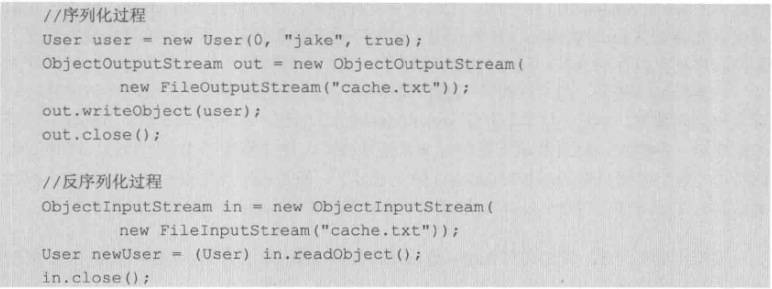 //序列化过程
User user = new User(0, "jake", true);
ObjectOutputStream out = new ObjectOutputStream(
new FileOutputStream("cache.txt"));
out.writeObject(user);
out.close();
//反序列化过程
ObjectInputStream in = new ObjectInputStream(
new FileInputStream("cache.txt"));
User newUser = (User) in.readObject();
in.close();